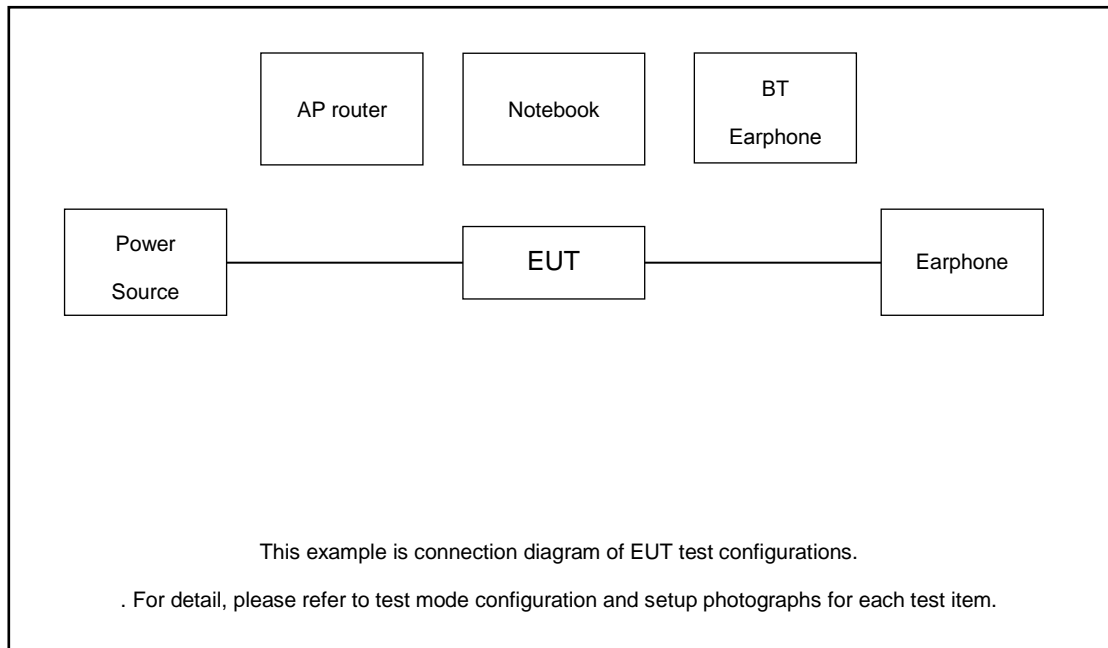 AP router
Notebook
BT
Earphone
Power
Source
EUT
Earphone
This example is connection diagram of EUT test configurations.
. For detail, please refer to test mode configuration and setup photographs for each test item.